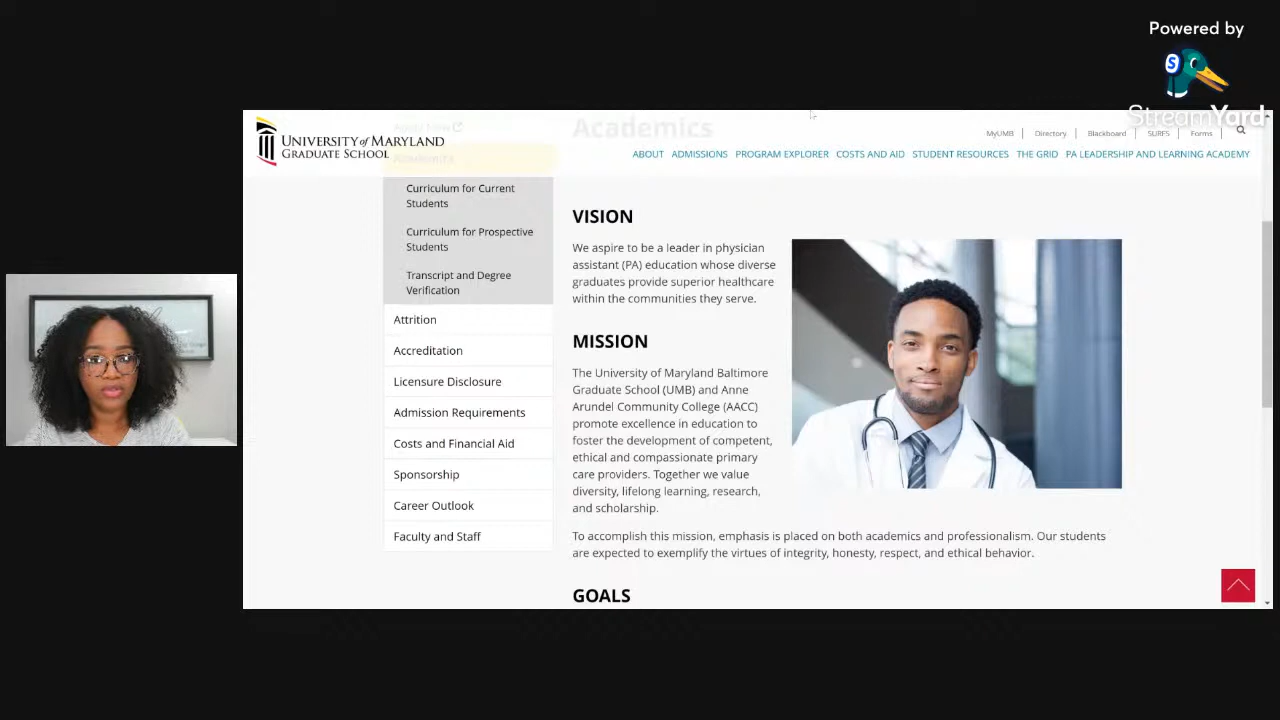 Powered by
S
StreamYard
Academics
UNIVERSITY of MARYLAND
GRADUATE SCHOOL
MyUMB
Directory
Blackboard
SURFS
Forms
ABOUT ADMISSIONS PROGRAM EXPLORER COSTS AND AID STUDENT RESOURCES THE GRID PA LEADERSHIP AND LEARNING ACADEMY
Curriculum for Current
Students
Curriculum for Prospective
Students
Transcript and Degree
Verification
Attrition
Accreditation
Licensure Disclosure
Admission Requirements
Costs and Financial Aid
Sponsorship
Career Outlook
Faculty and Staff
VISION
We aspire to be a leader in physician
assistant (PA) education whose diverse
graduates provide superior healthcare
within the communities they serve.
MISSION
The University of Maryland Baltimore
Graduate School (UMB) and Anne
Arundel Community College (AACC)
promote excellence in education to
foster the development of competent,
ethical and compassionate primary
care providers. Together we value
diversity, lifelong learning, research,
and scholarship.
To accomplish this mission, emphasis is placed on both academics and professionalism. Our students
are expected to exemplify the virtues of integrity, honesty, respect, and ethical behavior.
GOALS